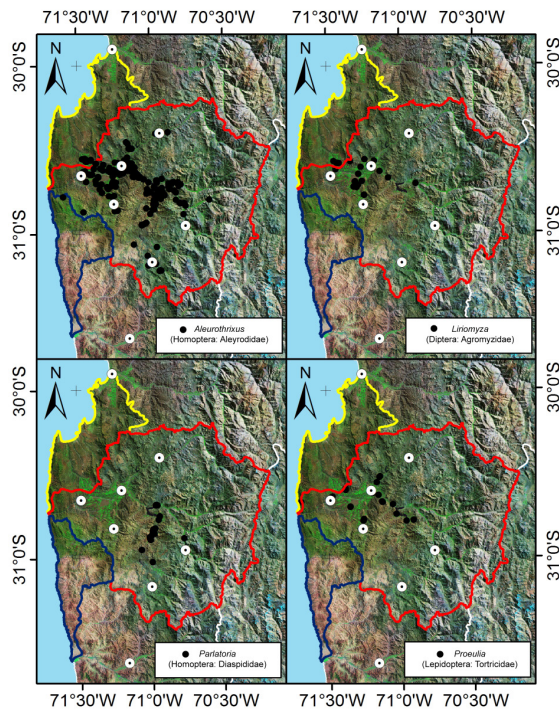 71°30'W 71°0'W 70°30'W 71°30'W 71°0'W 70°30'W
30°0'S
30°0'S
31°0'S
31°0'S
N
N
Aleurothrixus
(Homoptera: Aleyrodidae)
Liriomyza
(Diptera: Agromyzidae)
30°0'S
30°0'S
31°0'S
31°0'S
N
N
Parlatoria
(Homoptera: Diaspididae)
Proeulia
(Lepidoptera: Tortricidae)
71°30'W 71°0'W 70°30'W 71°30'W 71°0'W 70°30'W